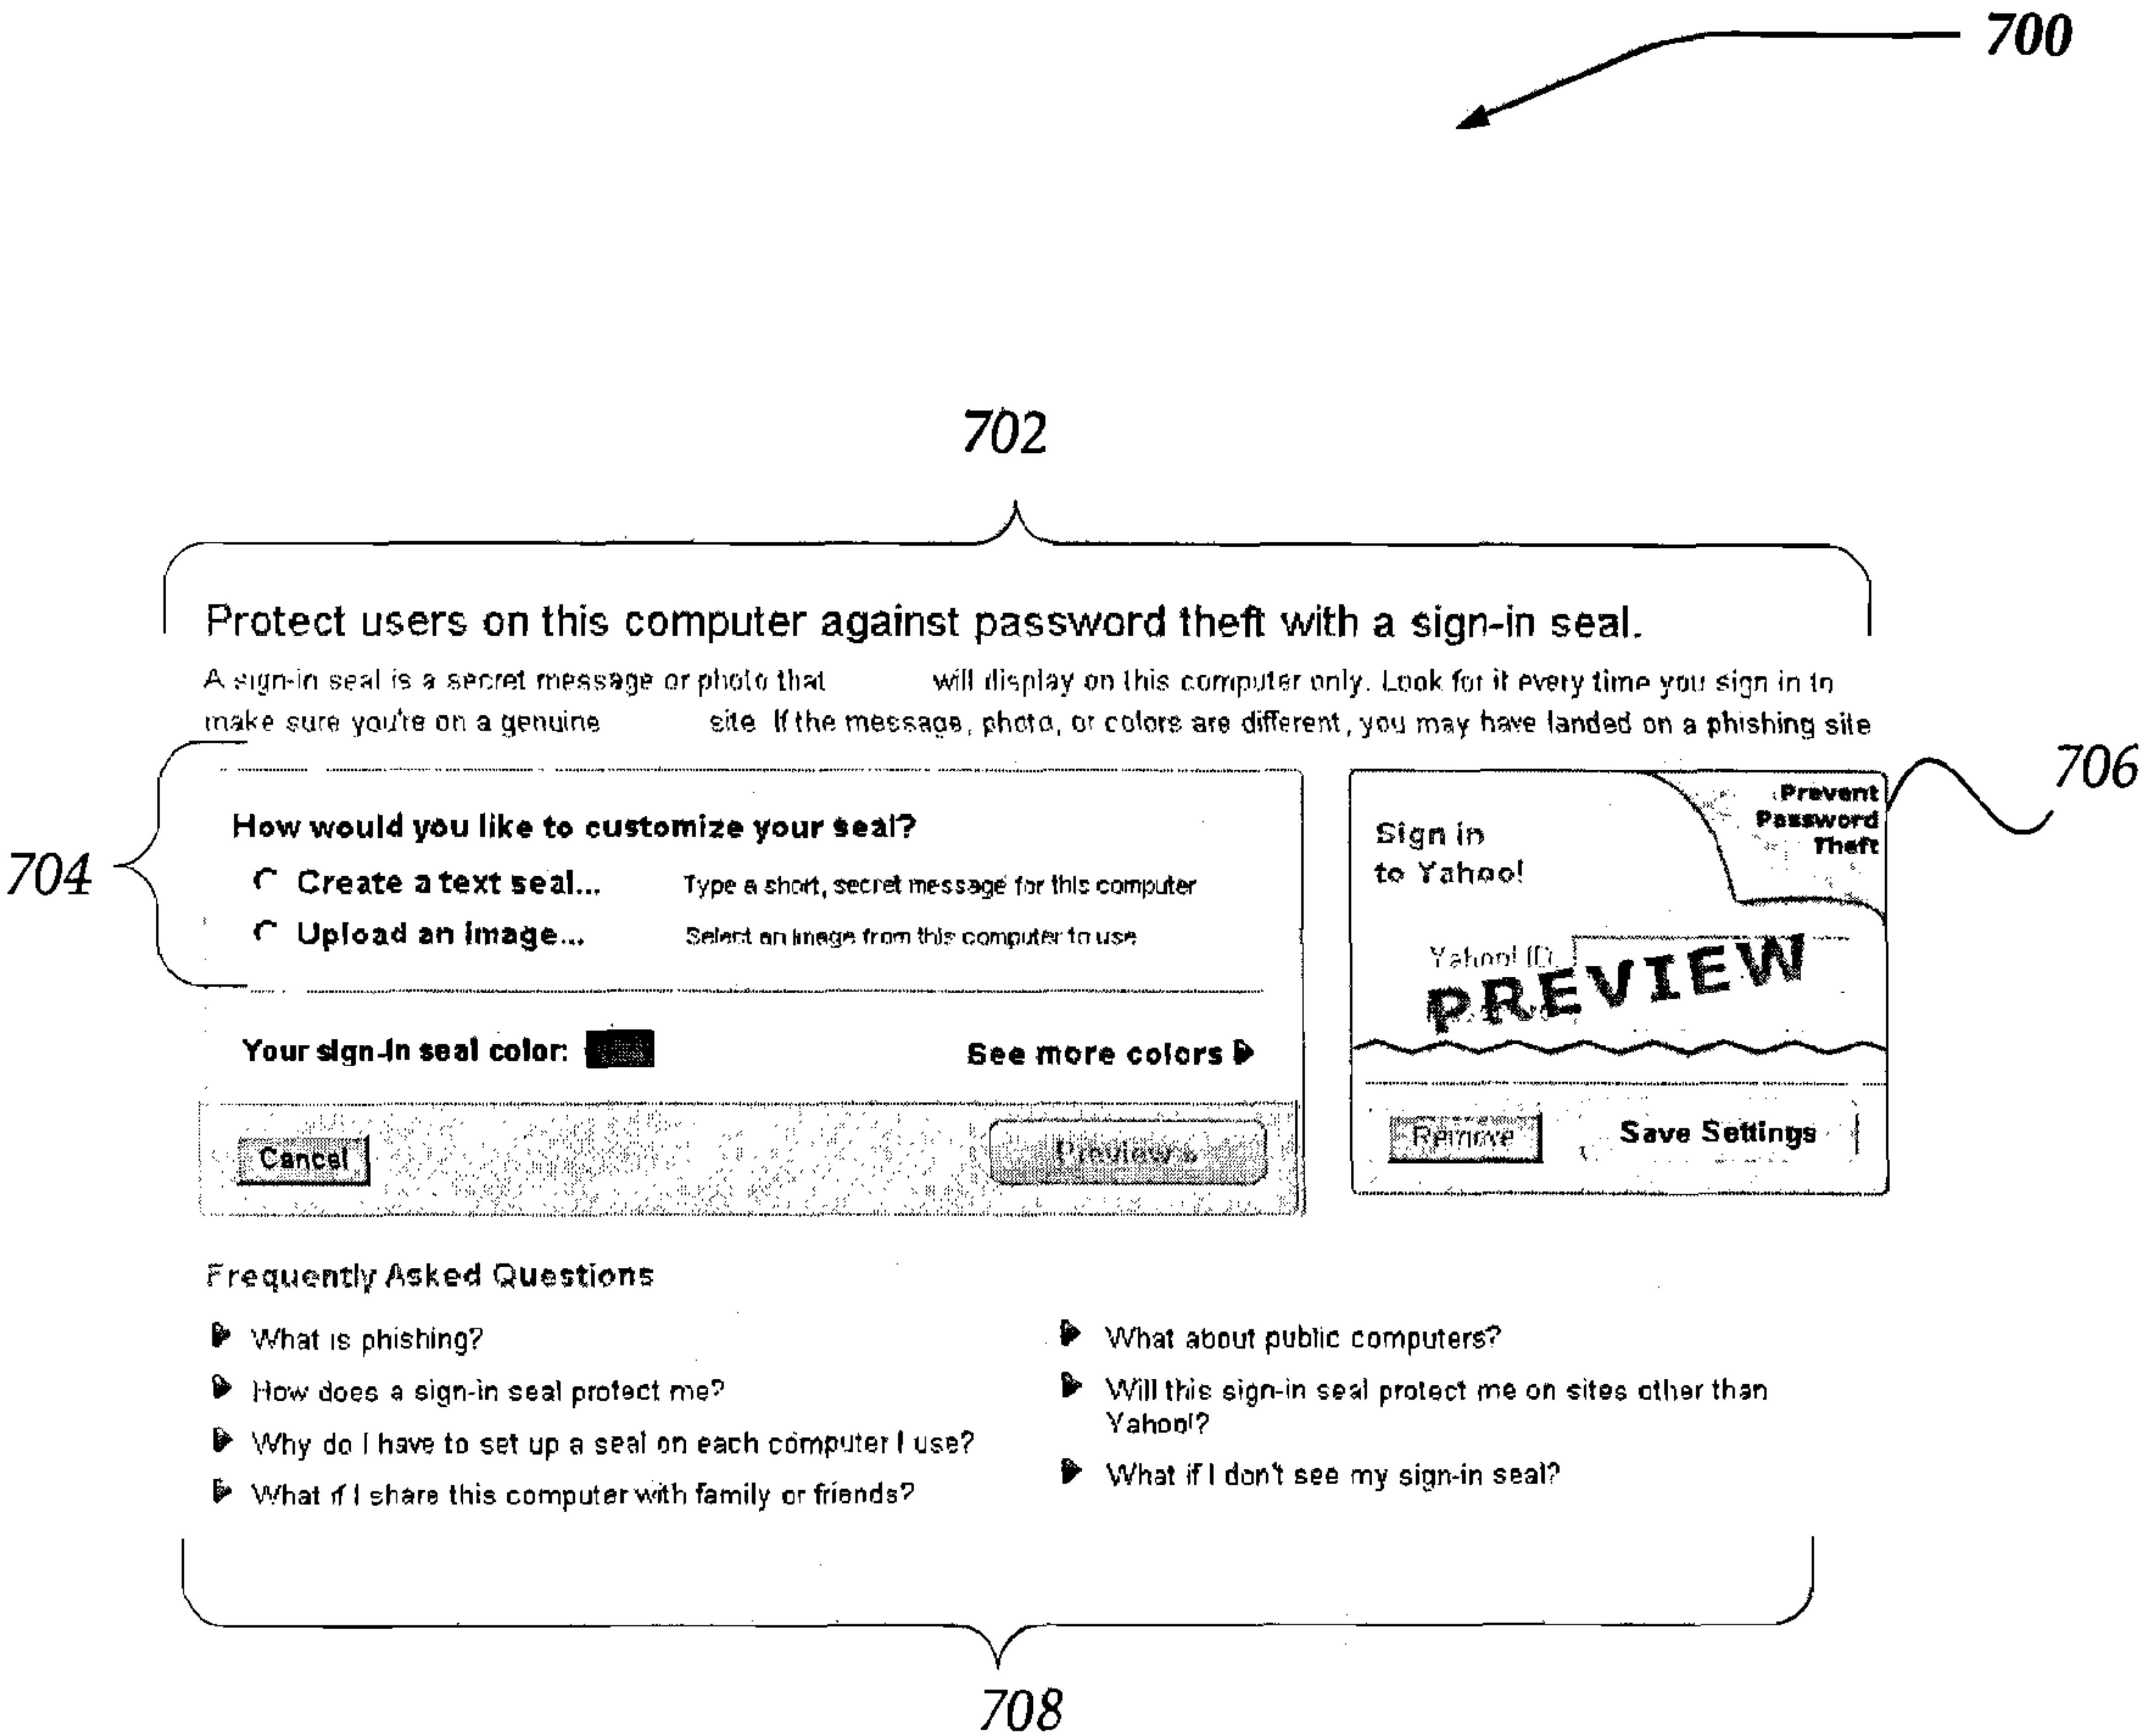 700
702
Protect users on this computer against password theft with a sign-in seal.
A sign-in seal is a secret message or photo that will display on this computer only. Look for it every time you sign in to
make sure you're on a genuine site If the message, photo, or colors are different, you may have landed on a phishing site
704
How would you like to customize your seal?
Create a text seal... Type a short, secret message for this computer
Upload an image... Select an image from this computer to use
Your sign-in seal color: See more colors
Cancel Preview
706
Prevent
Password
Theft
Sign in
to Yahoo!
Yahoo! ID
PREVIEW
Remove Save Settings
Frequently Asked Questions
What is phishing?
How does a sign-in seal protect me?
Why do I have to set up a seal on each computer I use?
What if I share this computer with family or friends?
What about public computers?
Will this sign-in seal protect me on sites other than
Yahoo!?
What if I don't see my sign-in seal?
708